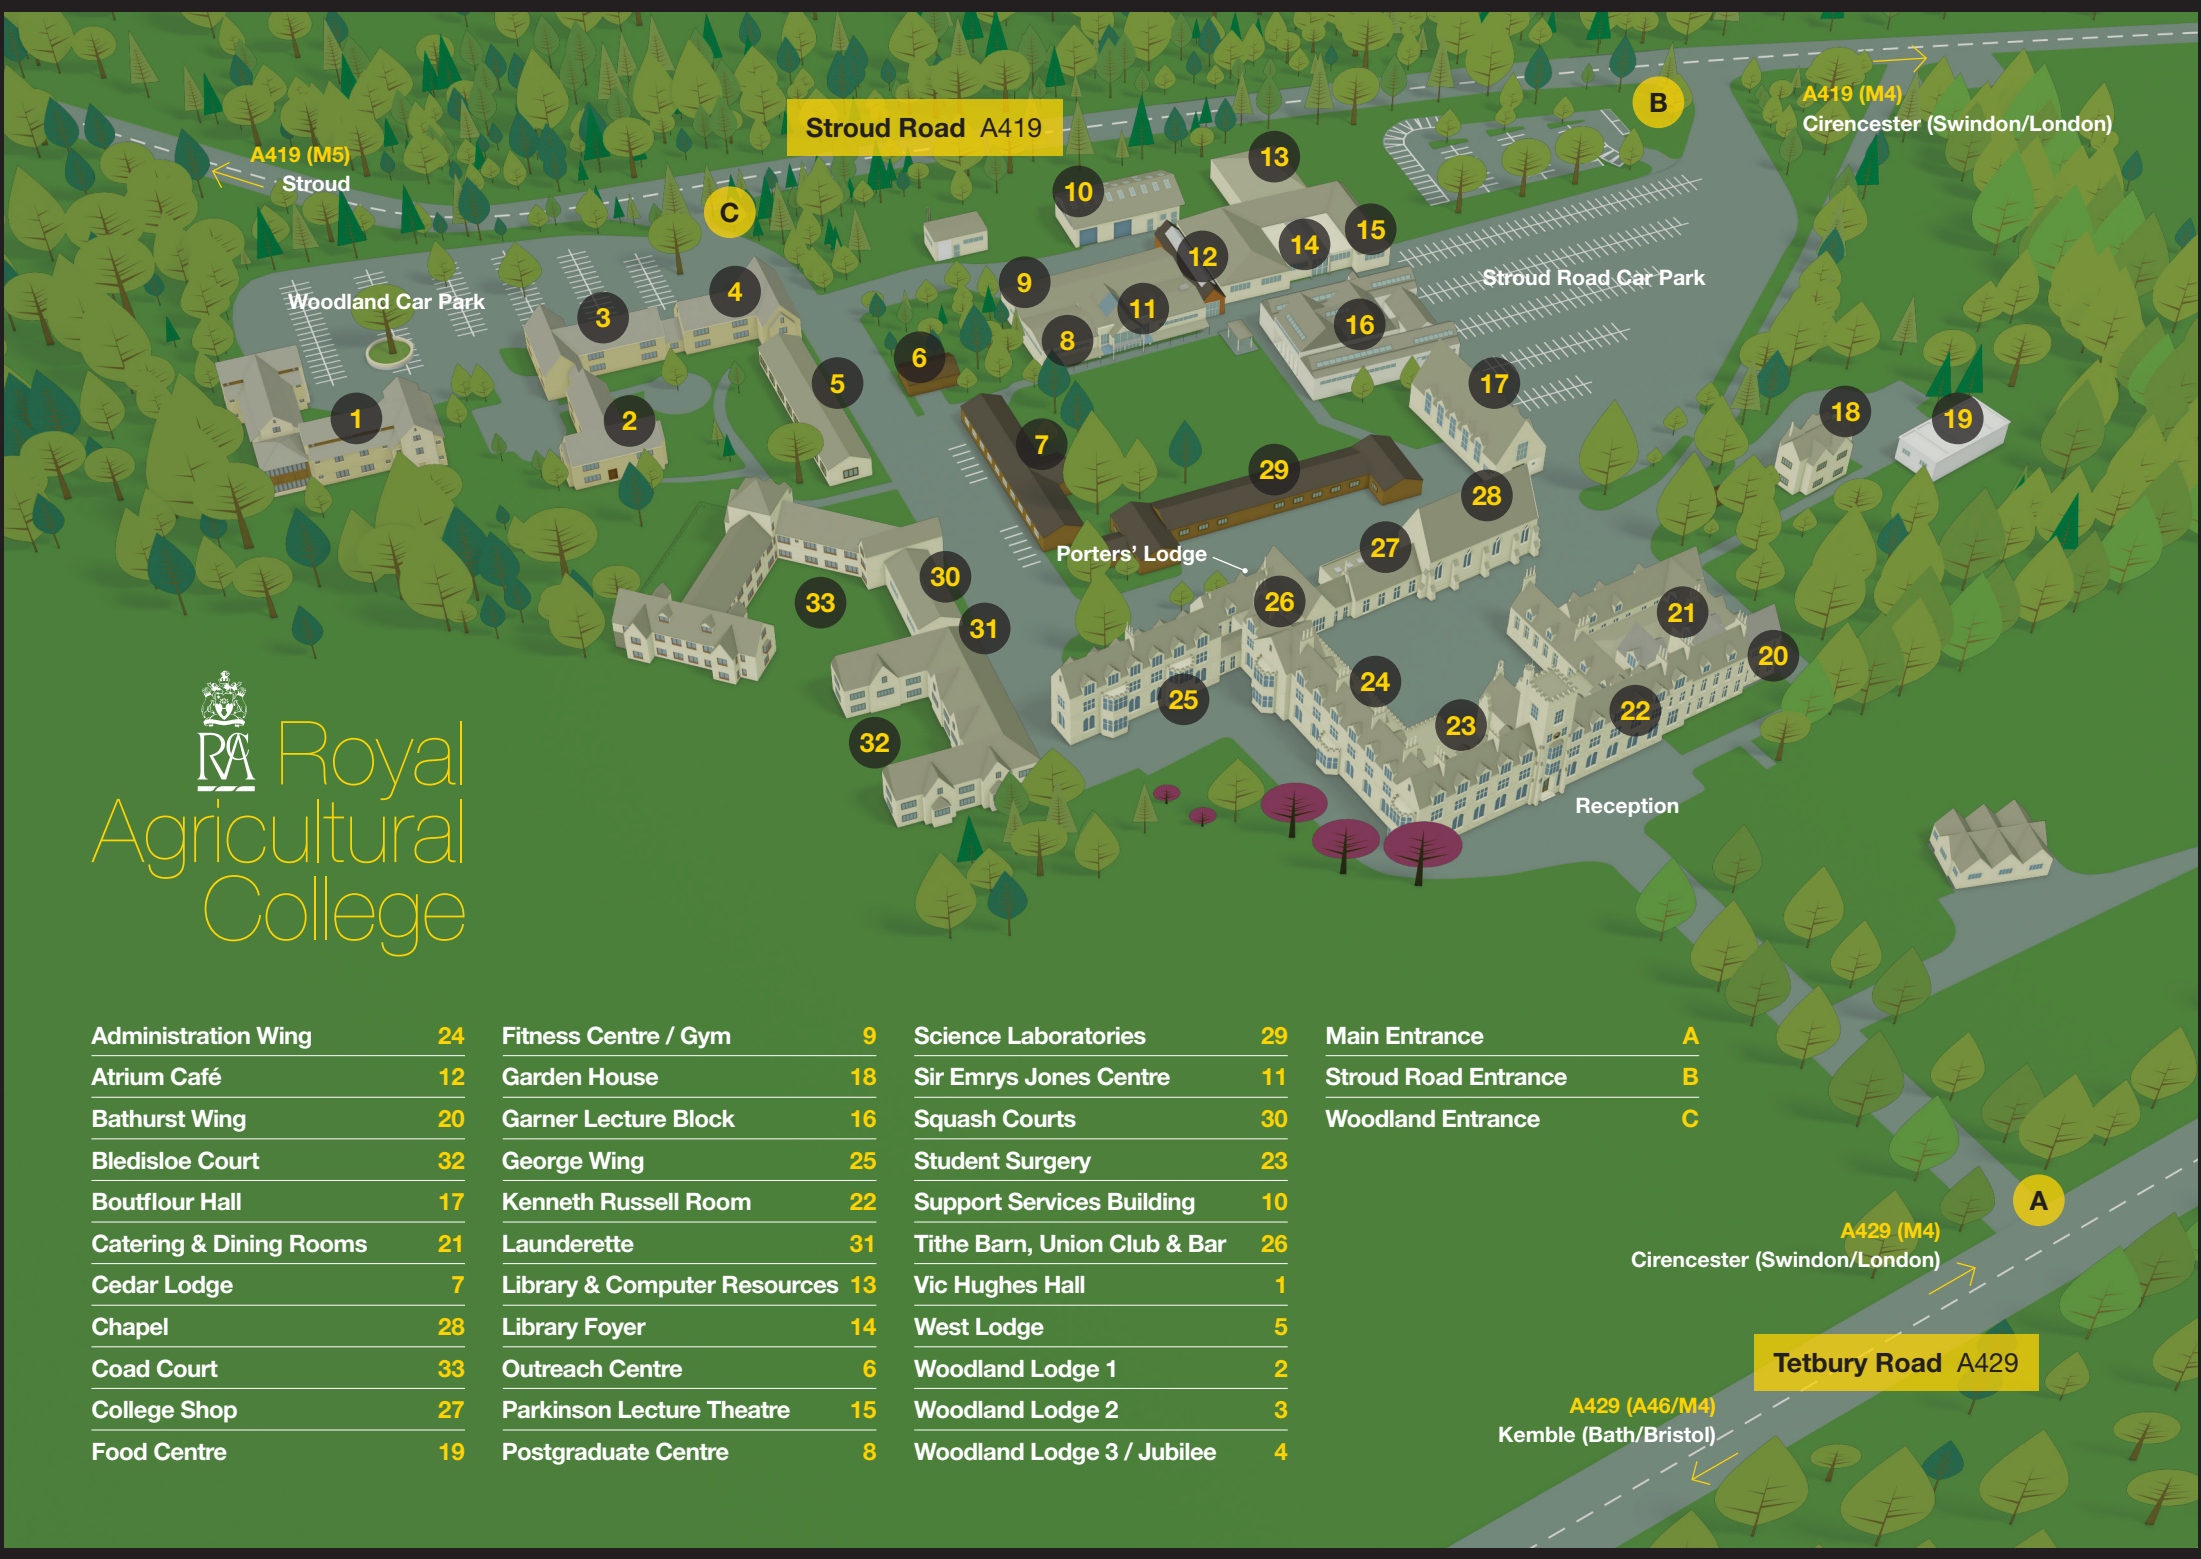 B
A419 (M4)
Cirencester (Swindon/London)
Stroud Road A419
A419 (M5)
Stroud
C
13
10
15
14
12
9
Stroud Road Car Park
4
Woodland Car Park
11
3
16
8
6
5
17
18
19
1
2
7
29
28
27
Porters' Lodge
30
26
33
21
31
20
24
25
22
23
32
Reception
RAC
Royal
Agricultural
College
Administration Wing 24
Atrium Café 12
Bathurst Wing 20
Bledisloe Court 32
Boutflour Hall 17
Catering & Dining Rooms 21
Cedar Lodge 7
Chapel 28
Coad Court 33
College Shop 27
Food Centre 19
Fitness Centre / Gym 9
Garden House 18
Garner Lecture Block 16
George Wing 25
Kenneth Russell Room 22
Launderette 31
Library & Computer Resources 13
Library Foyer 14
Outreach Centre 6
Parkinson Lecture Theatre 15
Postgraduate Centre 8
Science Laboratories 29
Sir Emrys Jones Centre 11
Squash Courts 30
Student Surgery 23
Support Services Building 10
Tithe Barn, Union Club & Bar 26
Vic Hughes Hall 1
West Lodge 5
Woodland Lodge 1 2
Woodland Lodge 2 3
Woodland Lodge 3 / Jubilee 4
Main Entrance A
Stroud Road Entrance B
Woodland Entrance C
A
A429 (M4)
Cirencester (Swindon/London)
Tetbury Road A429
A429 (A46/M4)
Kemble (Bath/Bristol)